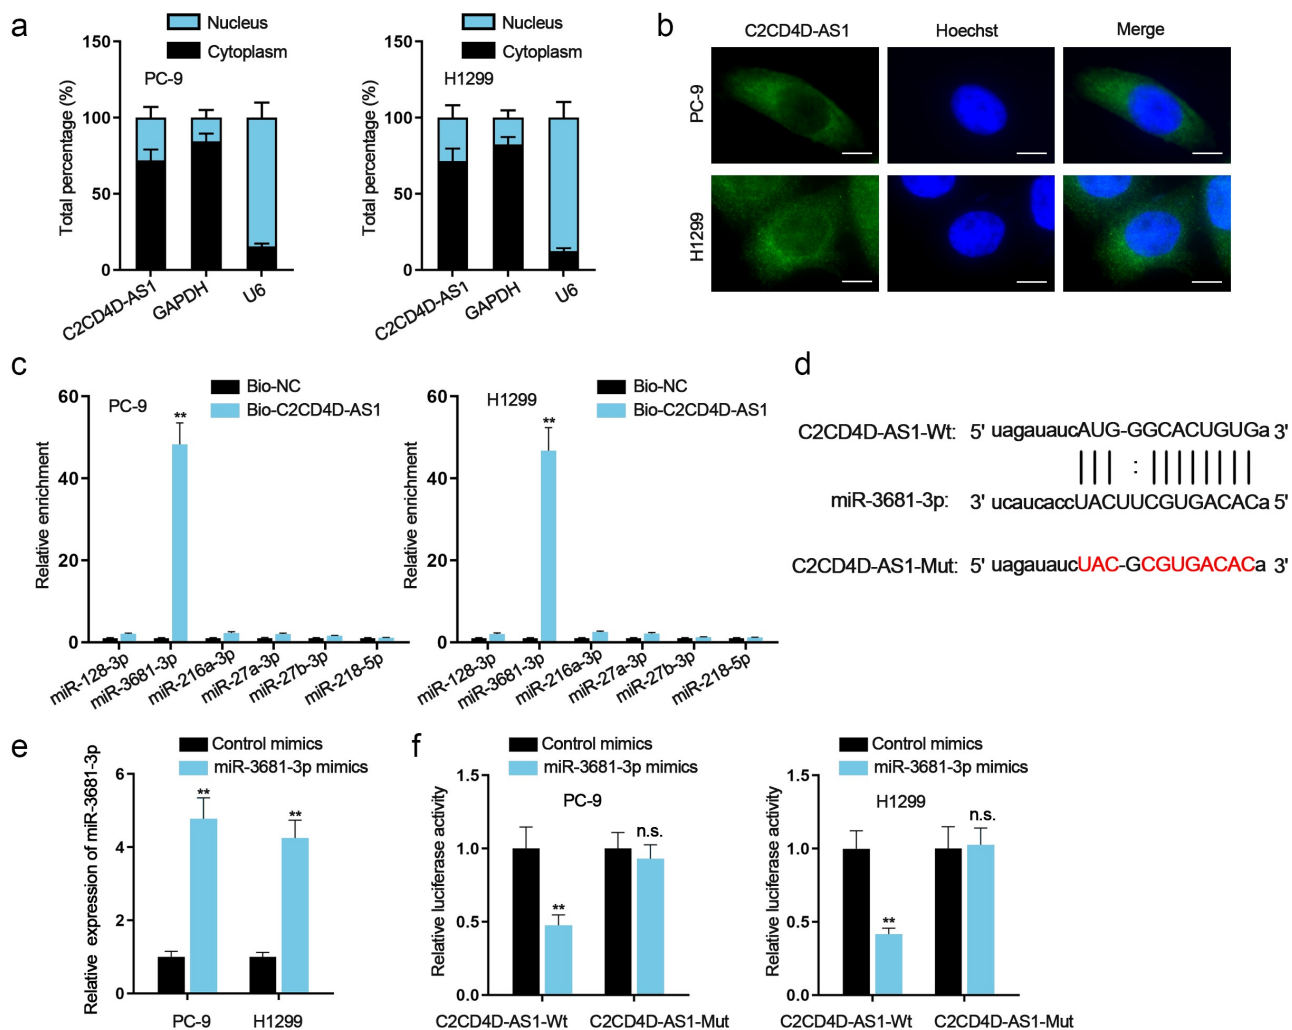 a
Nucleus
Cytoplasm
PC-9
Total percentage (%)
150
100
50
0
C2CD4D-AS1
GAPDH
U6
Nucleus
Cytoplasm
H1299
Total percentage (%)
150
100
50
0
C2CD4D-AS1
GAPDH
U6
b
C2CD4D-AS1
Hoechst
Merge
PC-9
H1299
c
Bio-NC
Bio-C2CD4D-AS1
PC-9
Relative enrichment
60
40
20
0
**
miR-128-3p
miR-3681-3p
miR-216a-3p
miR-27a-3p
miR-27b-3p
miR-218-5p
Bio-NC
Bio-C2CD4D-AS1
H1299
Relative enrichment
60
40
20
0
**
miR-128-3p
miR-3681-3p
miR-216a-3p
miR-27a-3p
miR-27b-3p
miR-218-5p
d
C2CD4D-AS1-Wt: 5' uagauaucAUG-GGCACUGUGa 3'
:
miR-3681-3p: 3' ucaucaccUACUUCGUGACACa 5'
C2CD4D-AS1-Mut: 5' uagauaucUAC-GCGUGACACa 3'
e
Control mimics
miR-3681-3p mimics
Relative expression of miR-3681-3p
6
4
2
0
**
**
PC-9
H1299
f
Control mimics
miR-3681-3p mimics
PC-9
Relative luciferase activity
1.5
1.0
0.5
0.0
**
n.s.
C2CD4D-AS1-Wt
C2CD4D-AS1-Mut
Control mimics
miR-3681-3p mimics
H1299
Relative luciferase activity
1.5
1.0
0.5
0.0
**
n.s.
C2CD4D-AS1-Wt
C2CD4D-AS1-Mut